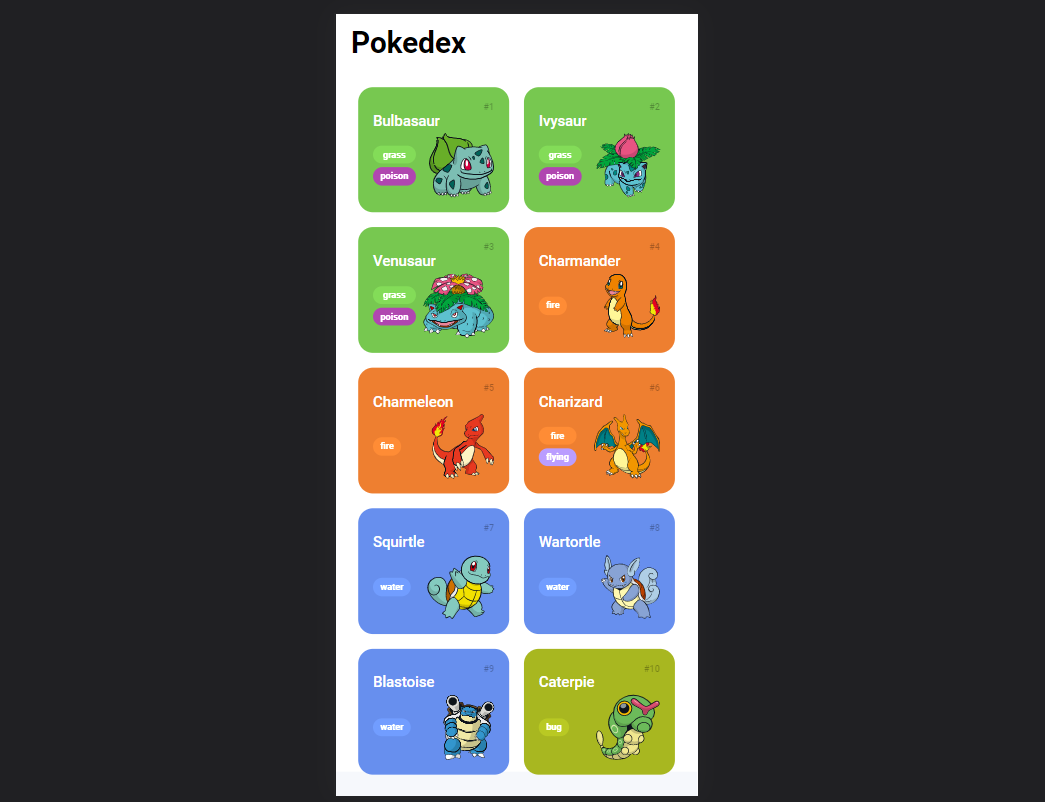 Pokedex
#1
Bulbasaur
grass
poison
#2
Ivysaur
grass
poison
#3
Venusaur
grass
poison
#4
Charmander
fire
#5
Charmeleon
fire
#6
Charizard
fire
flying
#7
Squirtle
water
#8
Wartortle
water
#9
Blastoise
water
#10
Caterpie
bug